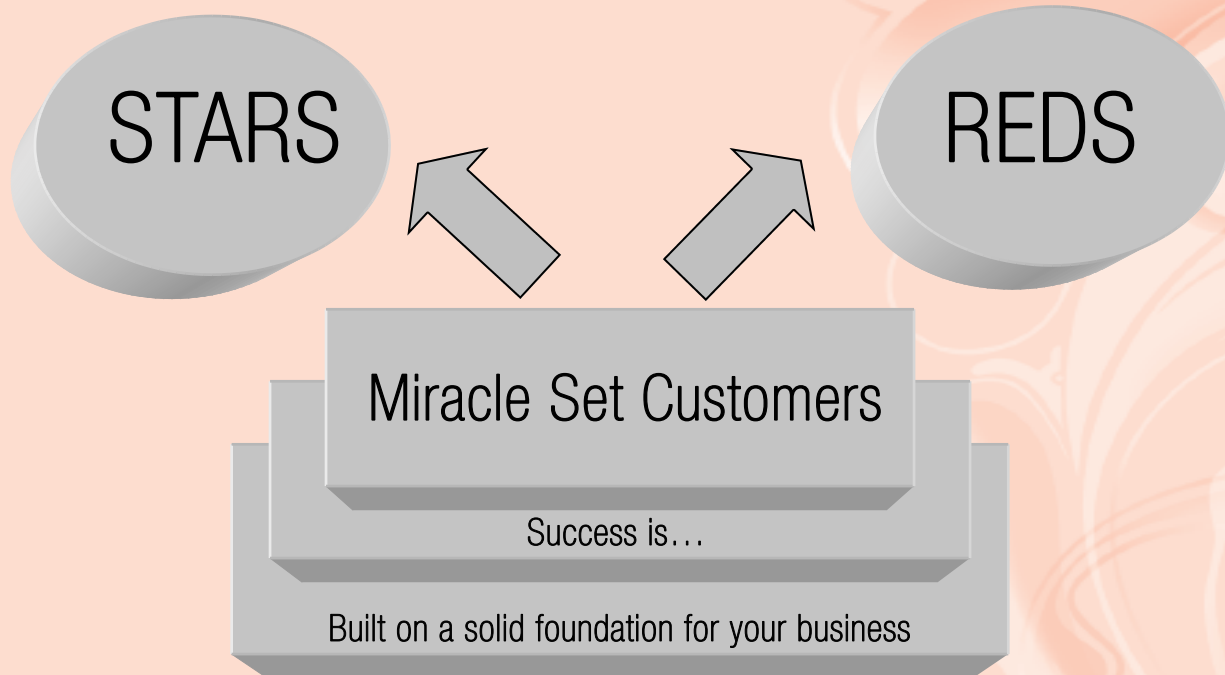 STARS
REDS
Miracle Set Customers
Success is…
Built on a solid foundation for your business